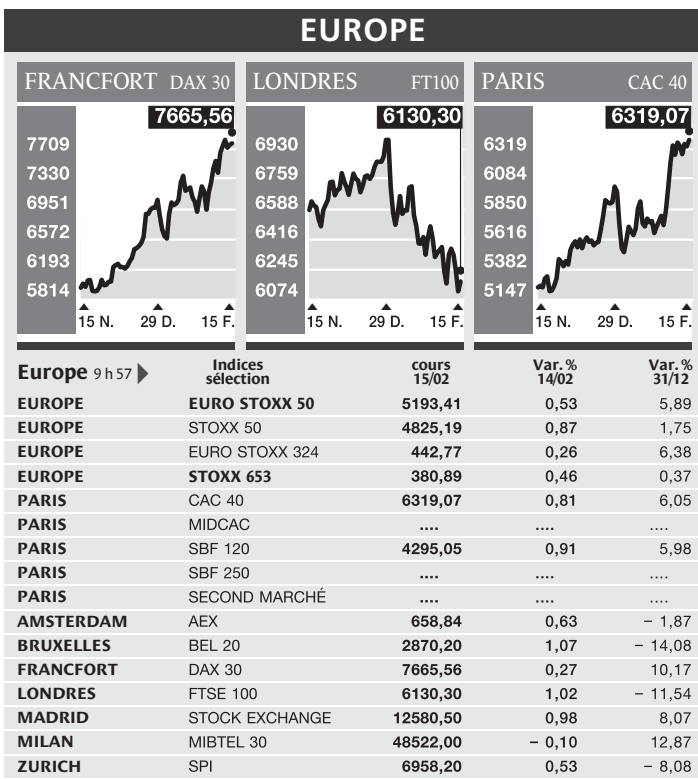 EUROPE
FRANCFORT DAX 30
7665,56
7709
7330
6951
6572
6193
5814
15 N. 29 D. 15 F.
LONDRES FT100
6130,30
6930
6759
6588
6416
6245
6074
15 N. 29 D. 15 F.
PARIS CAC 40
6319,07
6319
6084
5850
5616
5382
5147
15 N. 29 D. 15 F.
Europe 9 h 57 Indices sélection cours 15/02 Var. % 14/02 Var. % 31/12
EUROPE EURO STOXX 50 5193,41 0,53 5,89
EUROPE STOXX 50 4825,19 0,87 1,75
EUROPE EURO STOXX 324 442,77 0,26 6,38
EUROPE STOXX 653 380,89 0,46 0,37
PARIS CAC 40 6319,07 0,81 6,05
PARIS MIDCAC .... .... ....
PARIS SBF 120 4295,05 0,91 5,98
PARIS SBF 250 .... .... ....
PARIS SECOND MARCHÉ .... .... ....
AMSTERDAM AEX 658,84 0,63 – 1,87
BRUXELLES BEL 20 2870,20 1,07 – 14,08
FRANCFORT DAX 30 7665,56 0,27 10,17
LONDRES FTSE 100 6130,30 1,02 – 11,54
MADRID STOCK EXCHANGE 12580,50 0,98 8,07
MILAN MIBTEL 30 48522,00 – 0,10 12,87
ZURICH SPI 6958,20 0,53 – 8,08